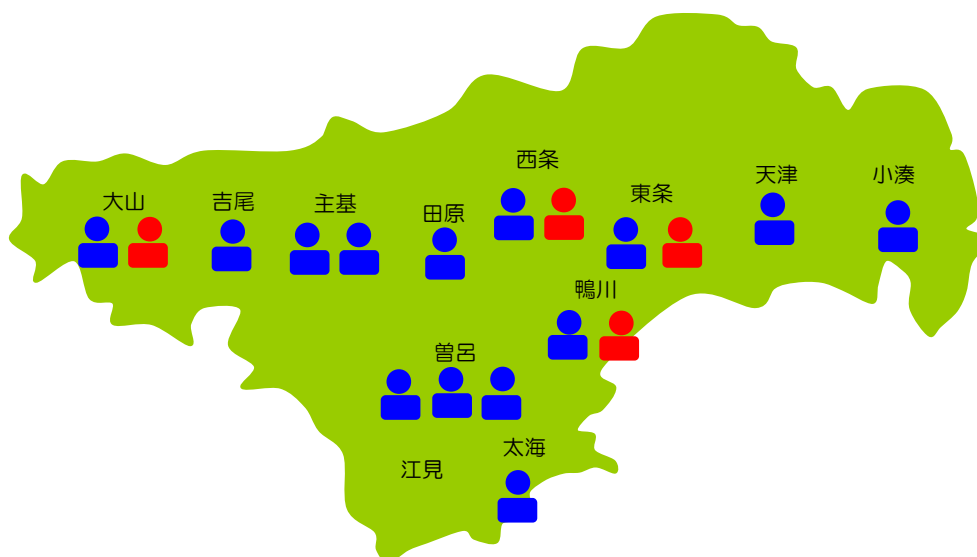 大山
吉尾
主基
田原
西条
東条
天津
小湊
鴨川
曽呂
江見
太海